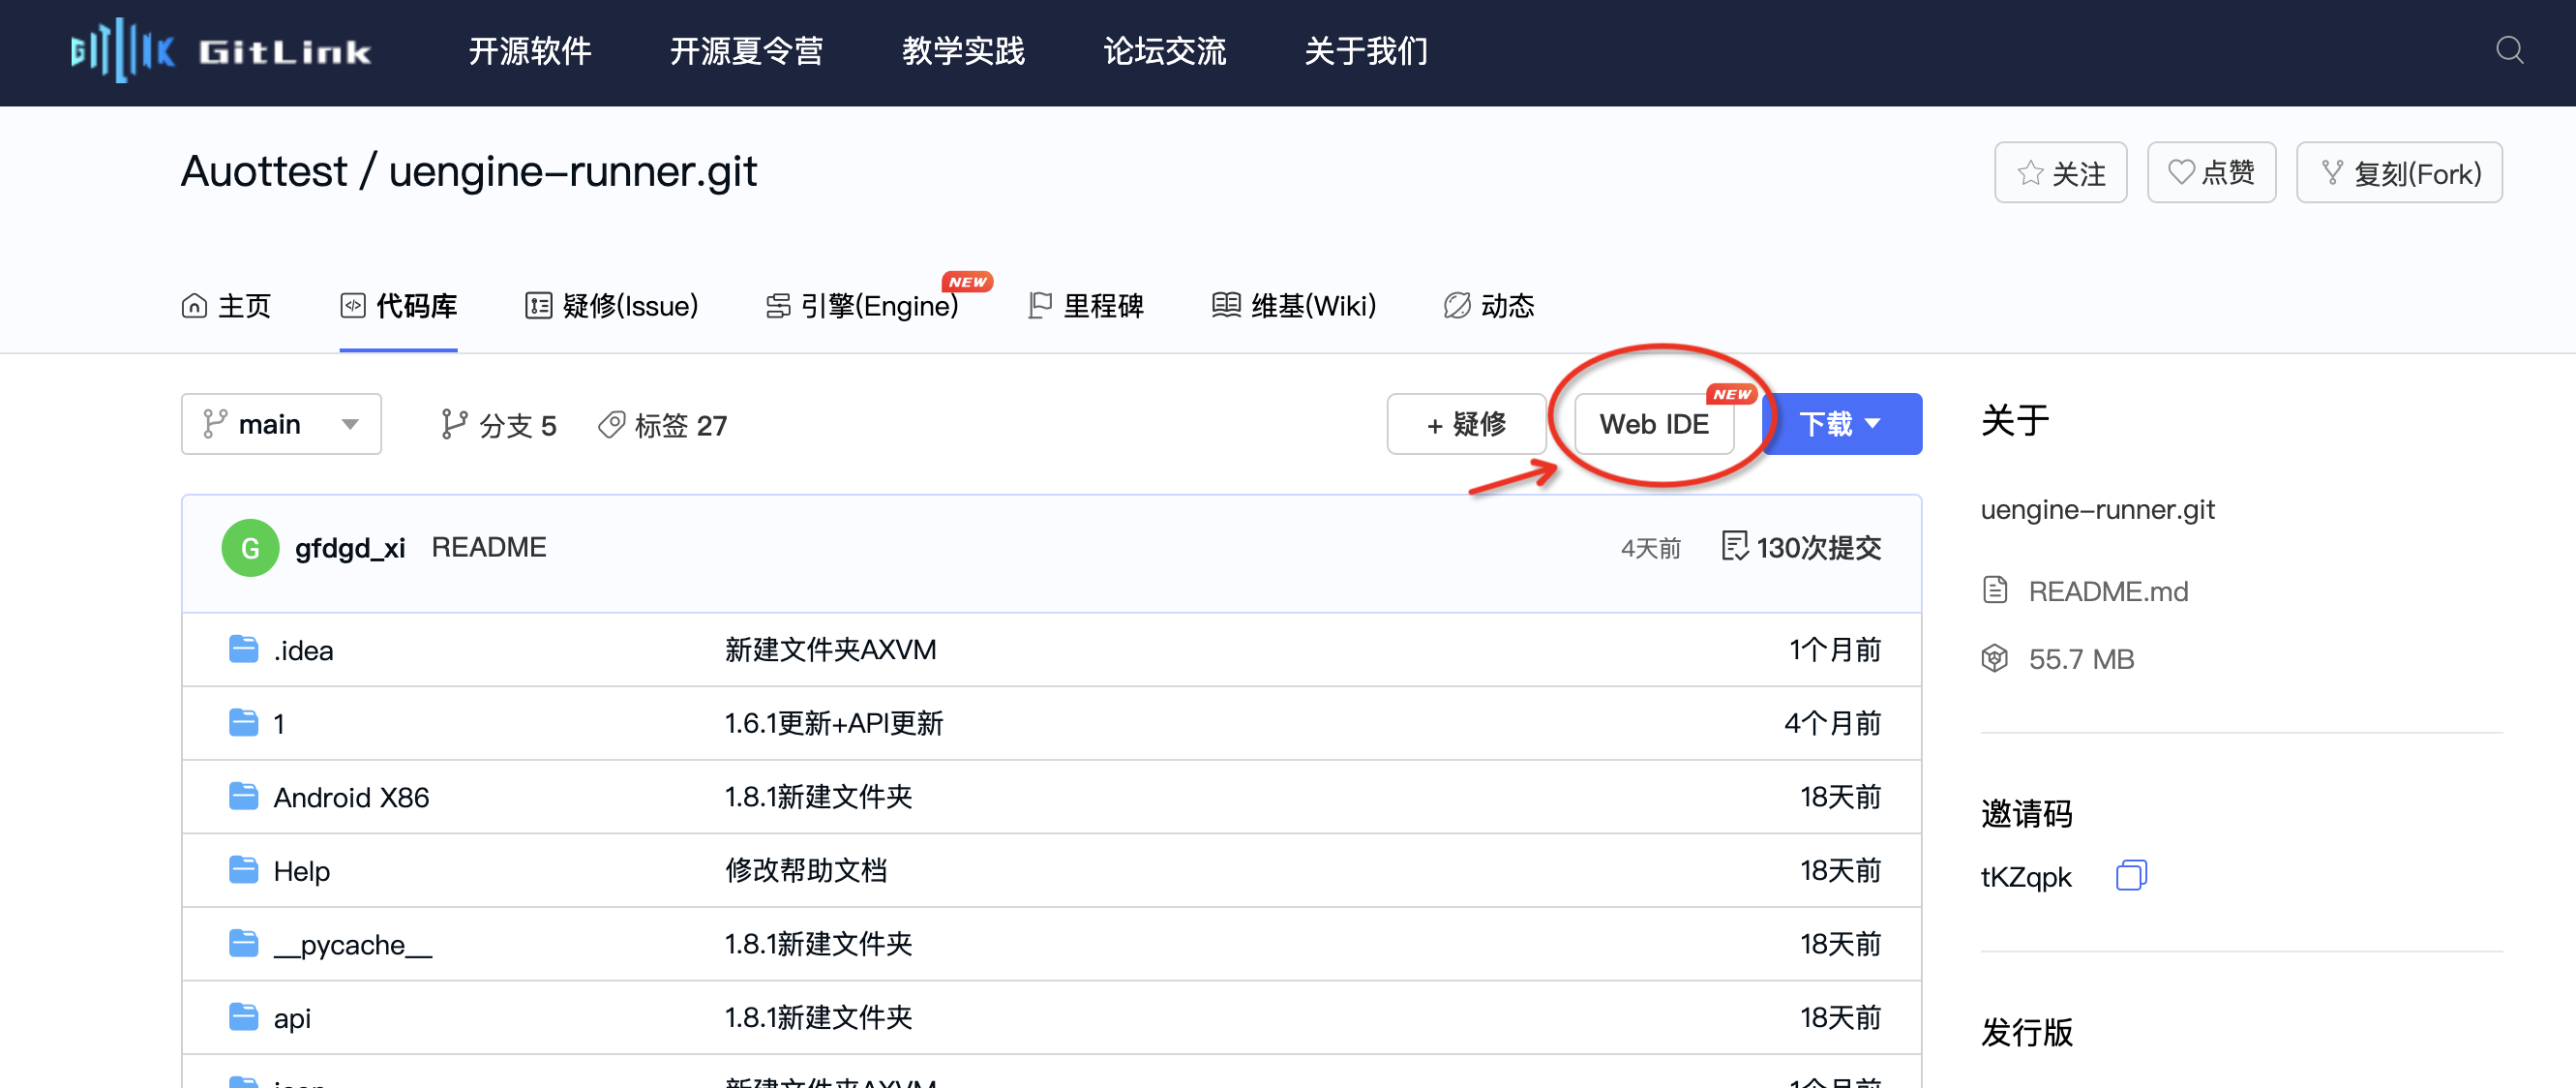 GITLINK GitLink 开源软件 开源夏令营 教学实践 论坛交流 关于我们
Auottest / uengine-runner.git 关注 点赞 复刻(Fork)
主页 代码库 疑修(Issue) 引擎(Engine) NEW 里程碑 维基(Wiki) 动态
main 分支 5 标签 27 + 疑修 Web IDE NEW 下载
G gfdgd_xi README 4天前 130次提交
.idea 新建文件夹AXVM 1个月前
1 1.6.1更新+API更新 4个月前
Android X86 1.8.1新建文件夹 18天前
Help 修改帮助文档 18天前
__pycache__ 1.8.1新建文件夹 18天前
api 1.8.1新建文件夹 18天前
新建文件夹AXVM 1个月前
关于
uengine-runner.git
README.md
55.7 MB
邀请码
tKZqpk
发行版